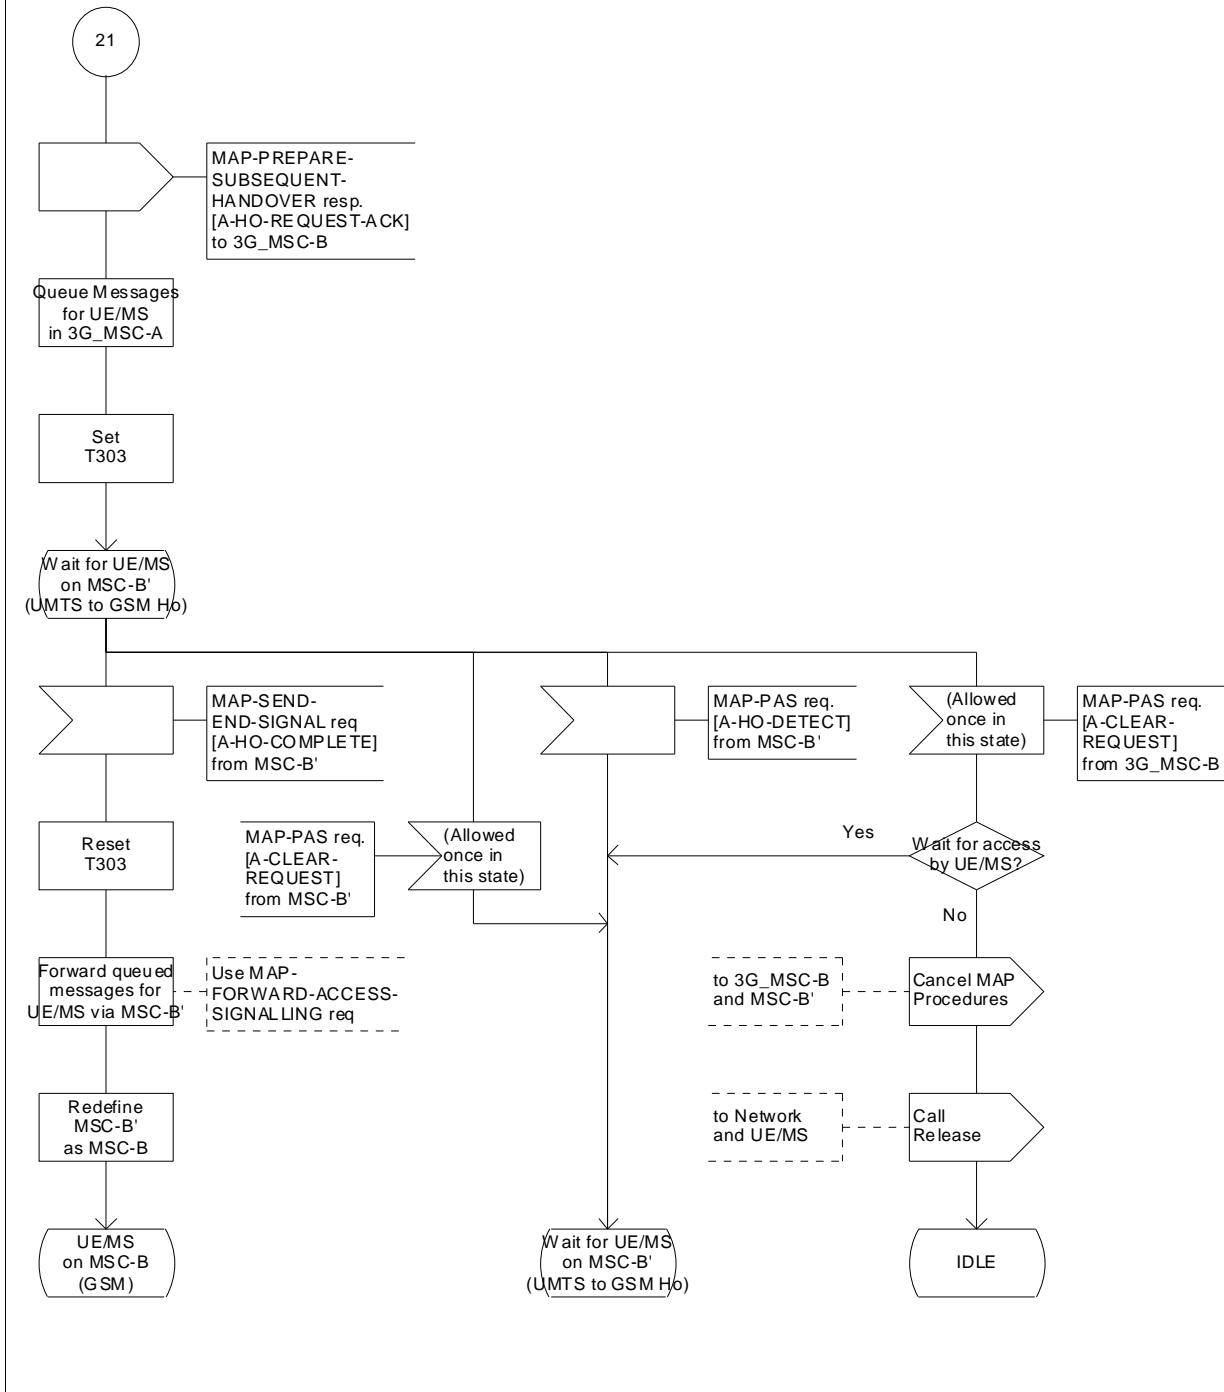 21
MAP-PREPARE-
SUBSEQUENT-
HANDOVER resp.
[A-HO-REQUEST-ACK]
to 3G_MSC-B
Queue Messages
for UE/MS
in 3G_MSC-A
Set
T303
Wait for UE/MS
on MSC-B'
(UMTS to GSM Ho)
MAP-SEND-
END-SIGNAL req
[A-HO-COMPLETE]
from MSC-B'
MAP-PAS req.
[A-HO-DETECT]
from MSC-B'
(Allowed
once in
this state)
MAP-PAS req.
[A-CLEAR-
REQUEST]
from 3G_MSC-B
Reset
T303
MAP-PAS req.
[A-CLEAR-
REQUEST]
from MSC-B'
(Allowed
once in
this state)
Yes
Wait for access
by UE/MS?
No
Forward queued
messages for
UE/MS via MSC-B'
Use MAP-
FORWARD-ACCESS-
SIGNALLING req
to 3G_MSC-B
and MSC-B'
Cancel MAP
Procedures
Redefine
MSC-B'
as MSC-B
to Network
and UE/MS
Call
Release
UE/MS
on MSC-B
(GSM)
Wait for UE/MS
on MSC-B'
(UMTS to GSM Ho)
IDLE